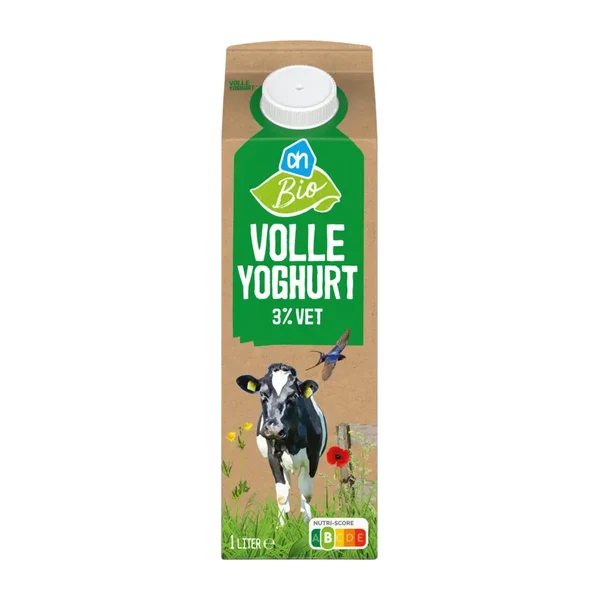 VOLLE
YOGHURT
ah
Bio
VOLLE
YOGHURT
3% VET
NUTRI-SCORE
A B C D E
1 LITER e